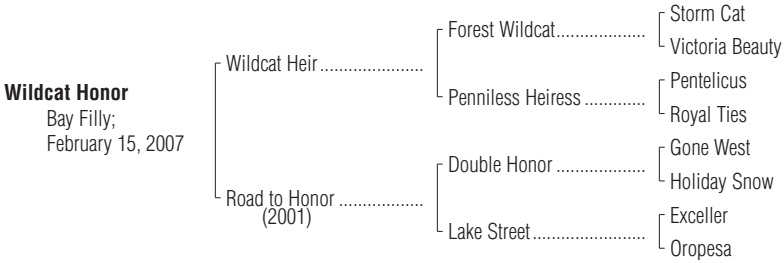 Storm Cat
Forest Wildcat....................
Victoria Beauty
Wildcat Heir......................
Pentelicus
Penniless Heiress .............
Royal Ties
Wildcat Honor
Bay Filly;
February 15, 2007
Gone West
Double Honor ...................
Holiday Snow
Road to Honor ..................
(2001)
Exceller
Lake Street........................
Oropesa